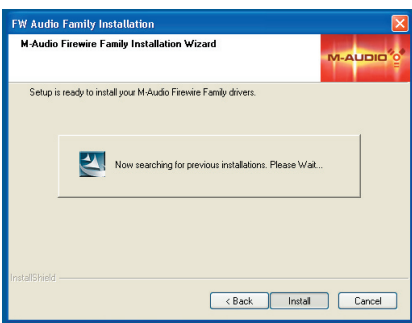 FW Audio Family Installation
M-Audio Firewire Family Installation Wizard
M-AUDIO
Setup is ready to install your M-Audio Firewire Family drivers.
Now searching for previous installations. Please Wait...
InstallShield
< Back
Install
Cancel